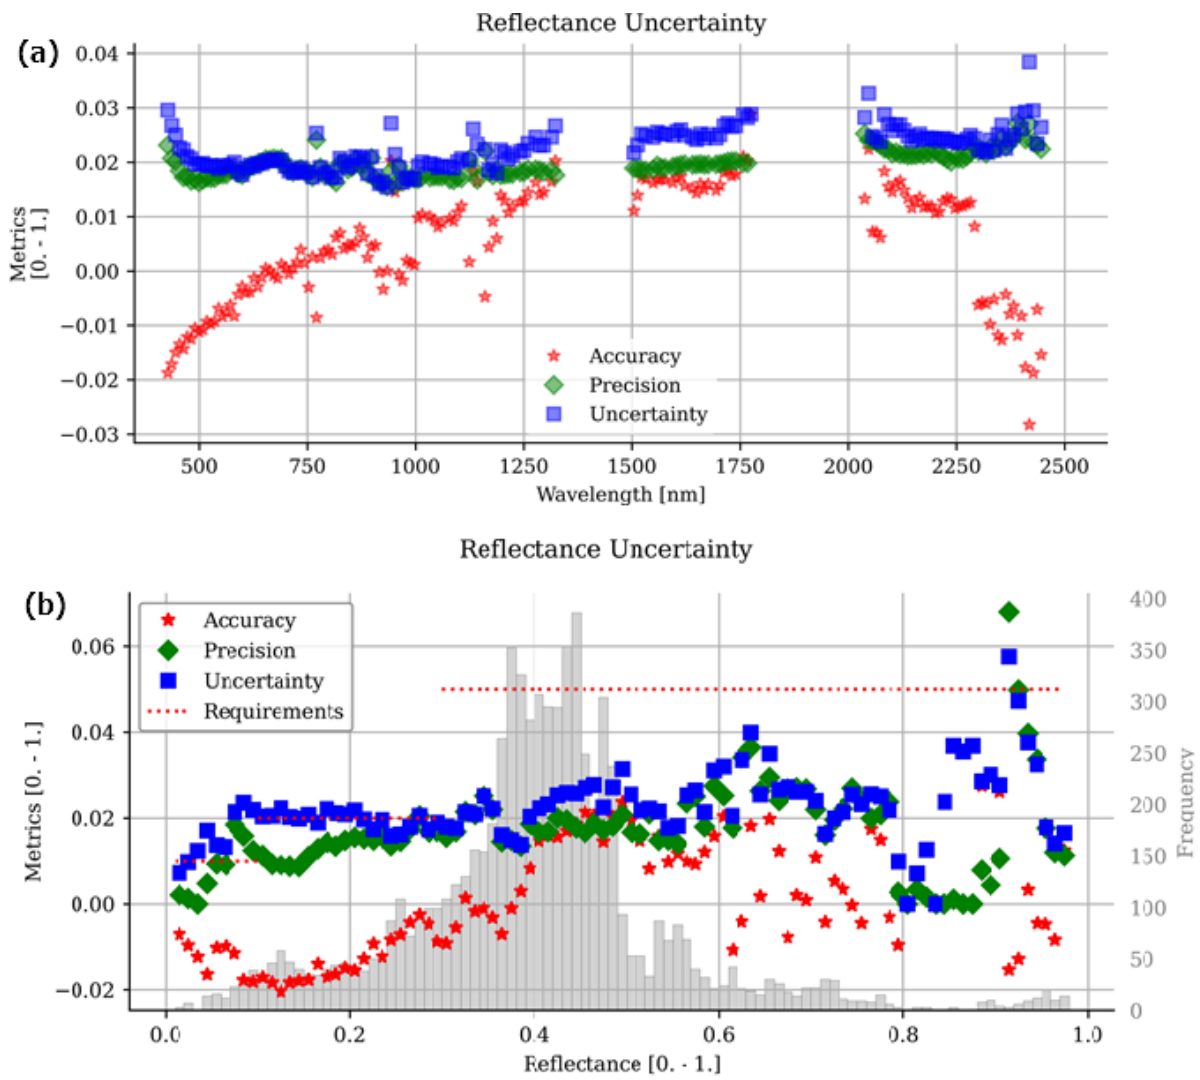 Reflectance Uncertainty
(a)
0.04
0.03
0.02
0.01
0.00
−0.01
−0.02
−0.03
Metrics
[0. - 1.]
Accuracy
Precision
Uncertainty
500 750 1000 1250 1500 1750 2000 2250 2500
Wavelength [nm]
Reflectance Uncertainty
(b)
Accuracy
Precision
Uncertainty
Requirements
0.06
0.04
0.02
0.00
−0.02
Metrics [0. - 1.]
400
350
300
250
200
150
100
50
0
Frequency
0.0 0.2 0.4 0.6 0.8 1.0
Reflectance [0. - 1.]